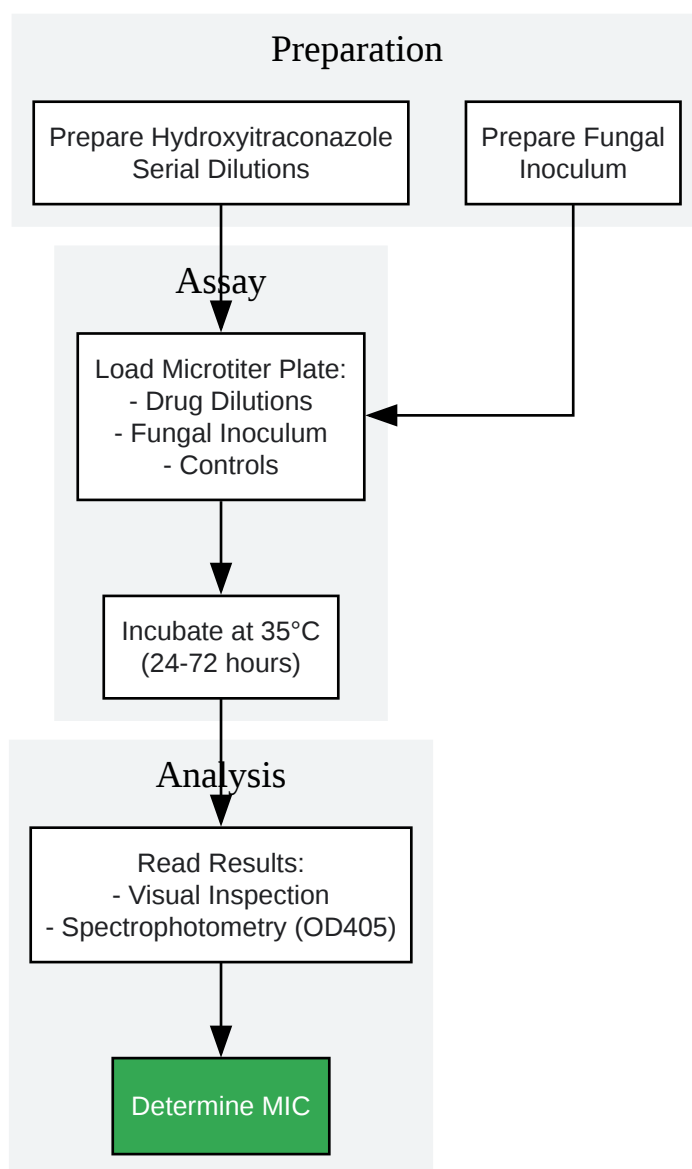 Preparation
Prepare Hydroxyitraconazole
Serial Dilutions
Prepare Fungal
Inoculum
Assay
Load Microtiter Plate:
- Drug Dilutions
- Fungal Inoculum
- Controls
Incubate at 35°C
(24-72 hours)
Analysis
Read Results:
- Visual Inspection
- Spectrophotometry (OD405)
Determine MIC